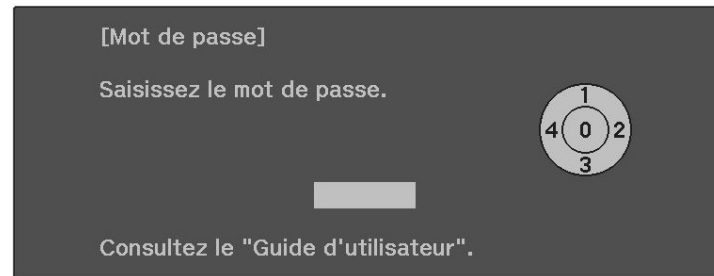 [Mot de passe]
Saisissez le mot de passe.
1
4 0 2
3
Consultez le "Guide d'utilisateur".